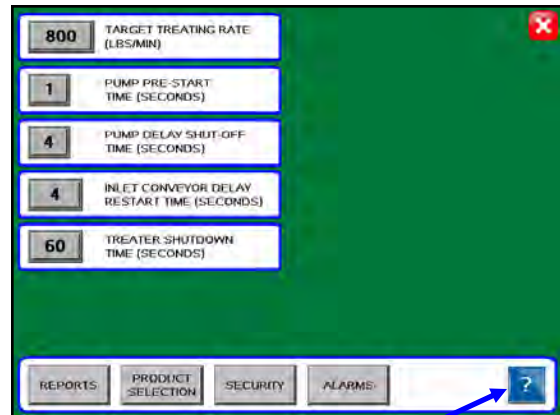 800
TARGET TREATING RATE
(LBS/MIN)
1
PUMP PRE-START
TIME (SECONDS)
4
PUMP DELAY SHUT-OFF
TIME (SECONDS)
4
INLET CONVEYOR DELAY
RESTART TIME (SECONDS)
60
TREATER SHUTDOWN
TIME (SECONDS)
REPORTS
PRODUCT
SELECTION
SECURITY
ALARMS
?